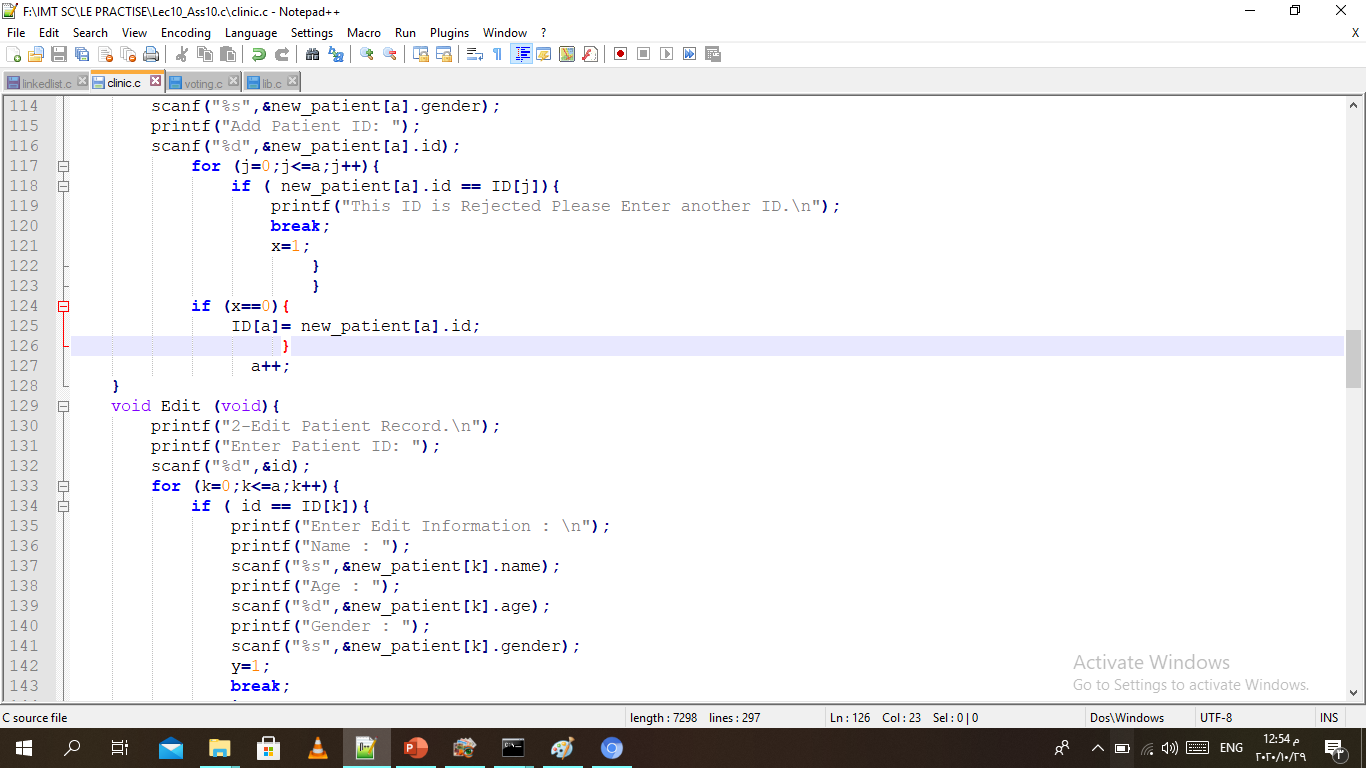 F:\IMT SC\LE PRACTISE\Lec10_Ass10.c\clinic.c - Notepad++
File Edit Search View Encoding Language Settings Macro Run Plugins Window ? X
linkedlist.c clinic.c voting.c lib.c
114 scanf("%s",&new_patient[a].gender);
115 printf("Add Patient ID: ");
116 scanf("%d",&new_patient[a].id);
117 for (j=0;j<=a;j++){
118 if ( new_patient[a].id == ID[j]){
119 printf("This ID is Rejected Please Enter another ID.\n");
120 break;
121 x=1;
122 }
123 }
124 if (x==0){
125 ID[a]= new_patient[a].id;
126 }
127 a++;
128 }
129 void Edit (void){
130 printf("2-Edit Patient Record.\n");
131 printf("Enter Patient ID: ");
132 scanf("%d",&id);
133 for (k=0;k<=a;k++){
134 if ( id == ID[k]){
135 printf("Enter Edit Information : \n");
136 printf("Name : ");
137 scanf("%s",&new_patient[k].name);
138 printf("Age : ");
139 scanf("%d",&new_patient[k].age);
140 printf("Gender : ");
141 scanf("%s",&new_patient[k].gender);
142 y=1;
143 break;
Activate Windows
Go to Settings to activate Windows.
C source file length : 7298 lines : 297 Ln : 126 Col : 23 Sel : 0 | 0 Dos\Windows UTF-8 INS
ENG 12:54 م
٢٠٢٠/١٠/٢٩